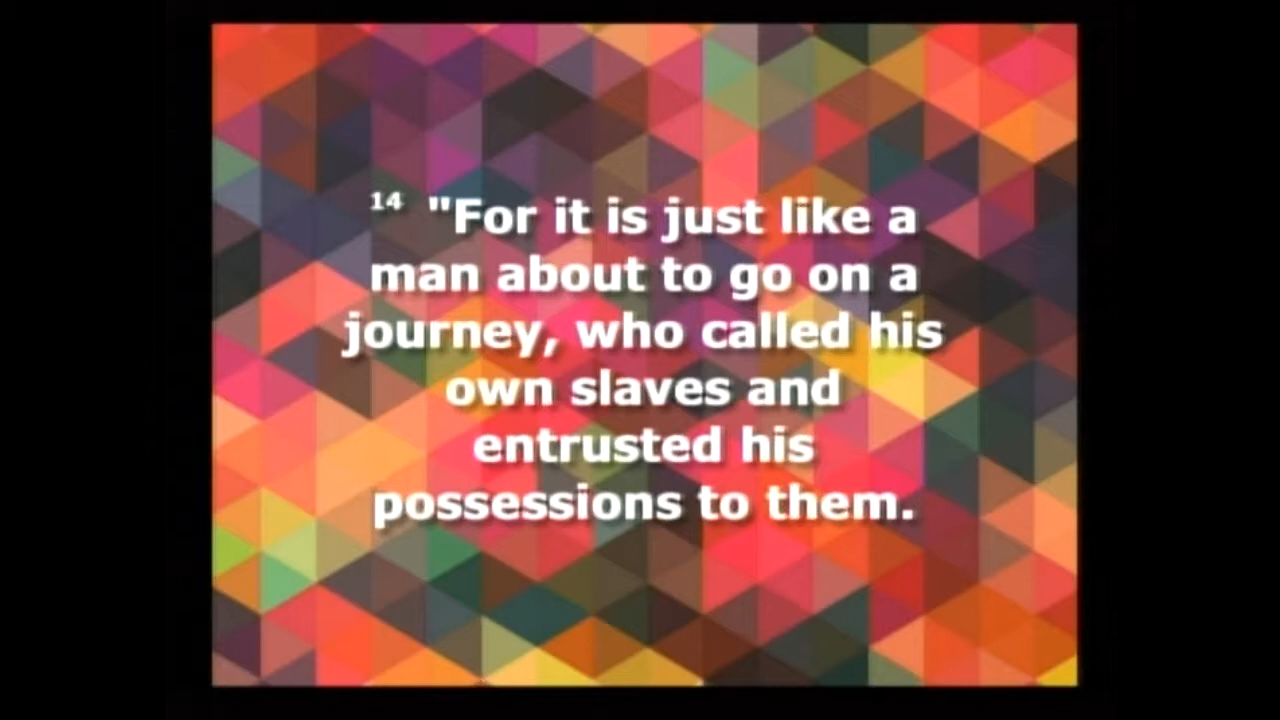 14 "For it is just like a
man about to go on a
journey, who called his
own slaves and
entrusted his
possessions to them.